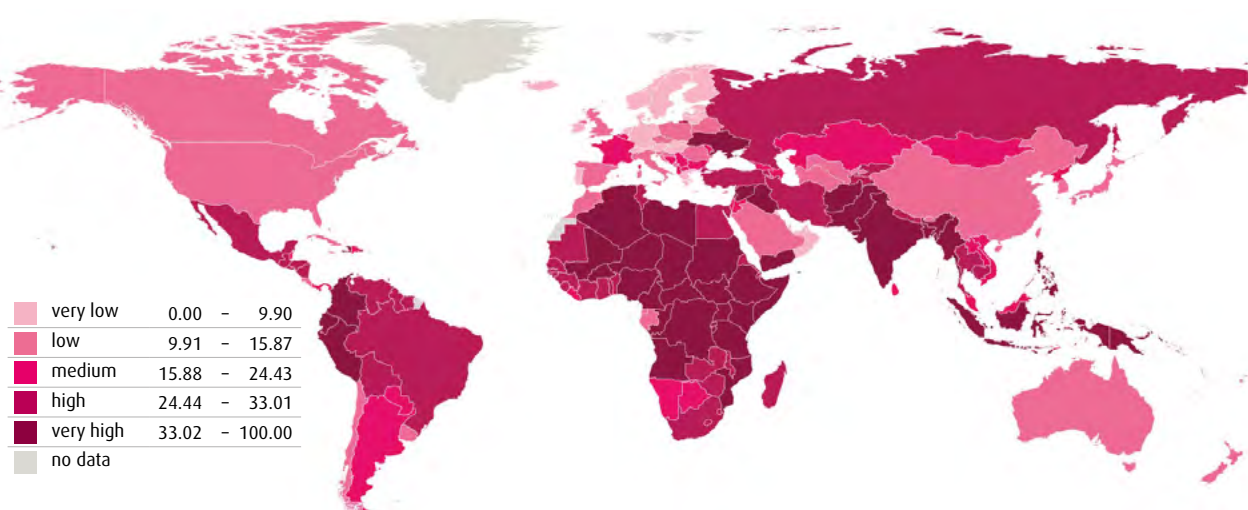 very low 0.00 – 9.90
low 9.91 – 15.87
medium 15.88 – 24.43
high 24.44 – 33.01
very high 33.02 – 100.00
no data